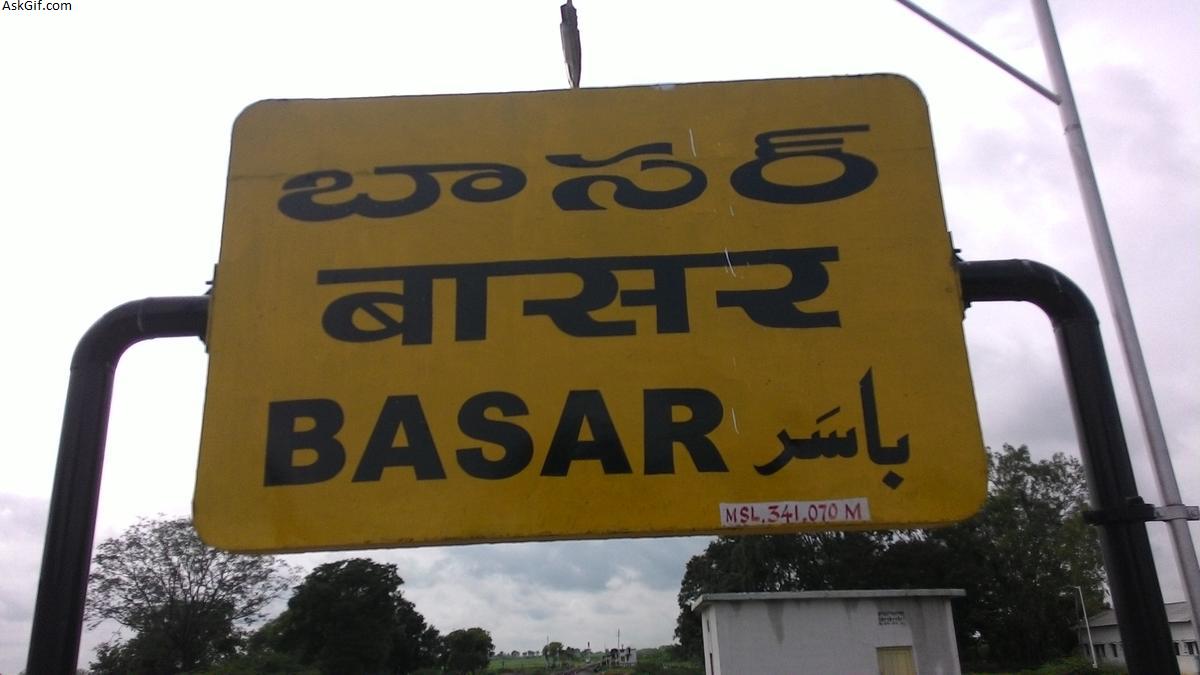 AskGif.com
బాసర్
बासर
BASAR باسَر
MSL.341.070 M